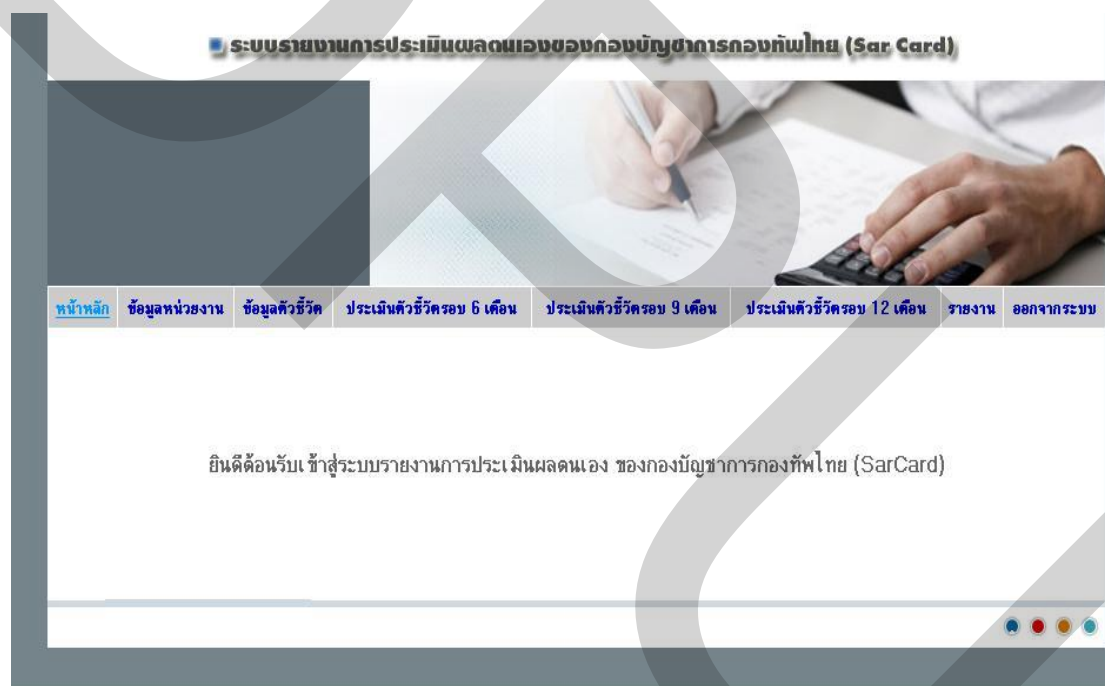 ระบบรายงานการประเมินผลตนเองของกองบัญชาการกองทัพไทย (Sar Card)
หน้าหลัก ข้อมูลหน่วยงาน ข้อมูลตัวชี้วัด ประเมินตัวชี้วัดรอบ 6 เดือน ประเมินตัวชี้วัดรอบ 9 เดือน ประเมินตัวชี้วัดรอบ 12 เดือน รายงาน ออกจากระบบ
ยินดีต้อนรับเข้าสู่ระบบรายงานการประเมินผลตนเอง ของกองบัญชาการกองทัพไทย (SarCard)